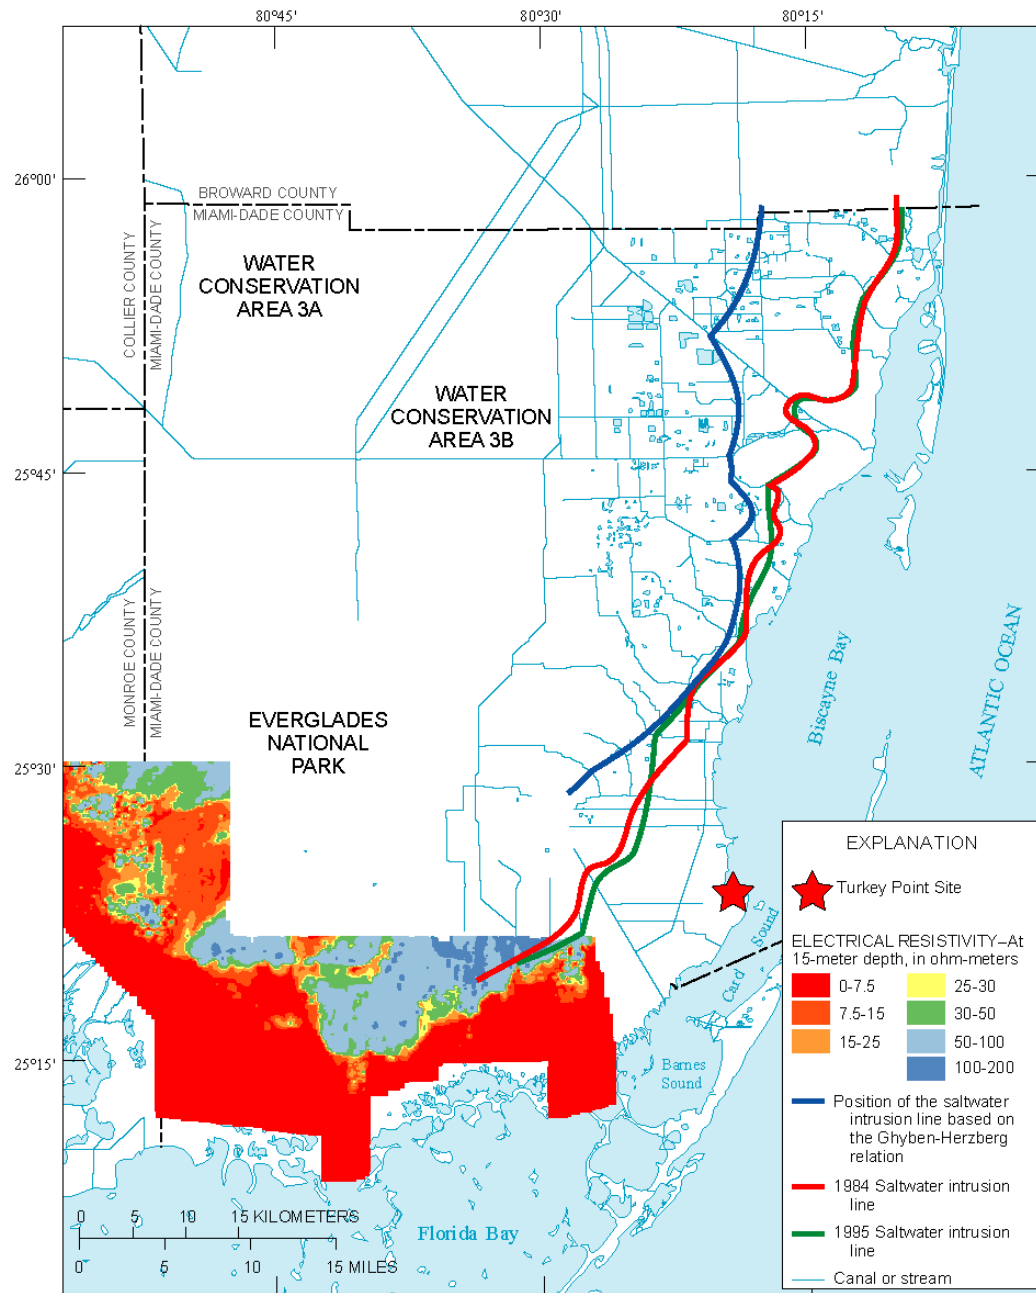 80°45'
80°30'
80°15'
26°00'
BROWARD COUNTY
MIAMI-DADE COUNTY
COLLIER COUNTY
MIAMI-DADE COUNTY
WATER
CONSERVATION
AREA 3A
WATER
CONSERVATION
AREA 3B
25°45'
MONROE COUNTY
MIAMI-DADE COUNTY
Biscayne Bay
ATLANTIC OCEAN
EVERGLADES
NATIONAL
PARK
25°30'
Card Sound
25°15'
Barnes
Sound
Florida Bay
0 5 10 15 KILOMETERS
0 5 10 15 MILES
EXPLANATION
Turkey Point Site
ELECTRICAL RESISTIVITY–At
15-meter depth, in ohm-meters
0-7.5
7.5-15
15-25
25-30
30-50
50-100
100-200
Position of the saltwater
intrusion line based on
the Ghyben-Herzberg
relation
1984 Saltwater intrusion
line
1995 Saltwater intrusion
line
Canal or stream